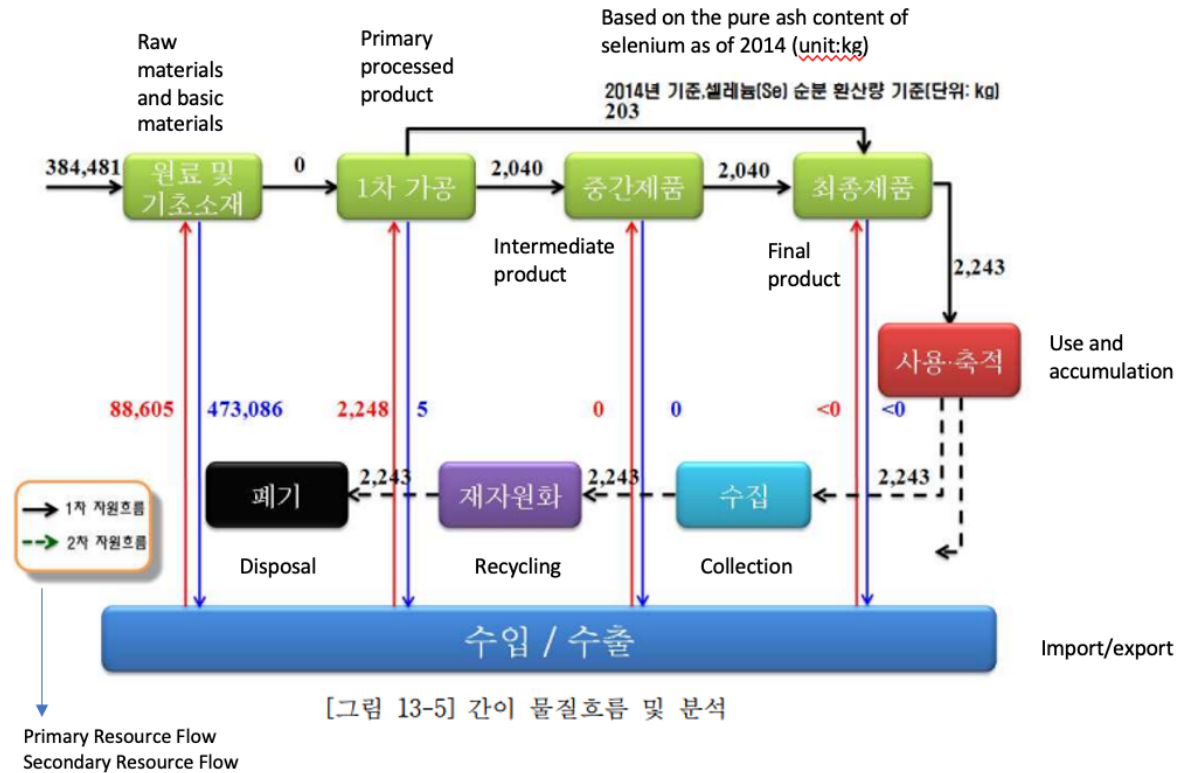 Based on the pure ash content of
selenium as of 2014 (unit:kg)
Raw
materials
and basic
materials
Primary
processed
product
2014년 기준,셀레늄(Se) 순분 환산량 기준(단위: kg)
203
384,481
원료 및
기초소재
0
1차 가공
2,040
중간제품
2,040
최종제품
Intermediate
product
Final
product
2,243
사용·축적
Use and
accumulation
88,605
473,086
2,248
5
0
0
<0
<0
폐기
2,243
재자원화
2,243
수집
2,243
1차 자원흐름
2차 자원흐름
Disposal
Recycling
Collection
수입 / 수출
Import/export
[그림 13-5] 간이 물질흐름 및 분석
Primary Resource Flow
Secondary Resource Flow